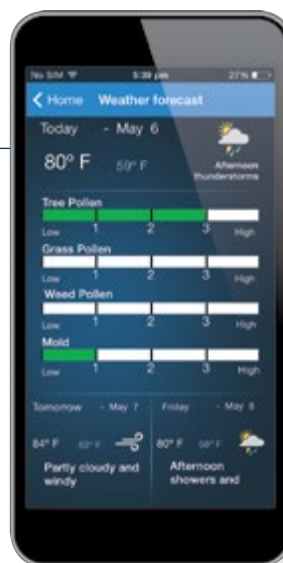 No SIM 5:39 pm 27%
Home Weather forecast
Today - May 6
80° F 59° F
Afternoon
thunderstorms
Tree Pollen
Low 1 2 3 High
Grass Pollen
Low 1 2 3 High
Weed Pollen
Low 1 2 3 High
Mold
Low 1 2 3 High
Tomorrow - May 7 Friday - May 8
84° F 80° F
Partly cloudy and
windy
Afternoon
showers and